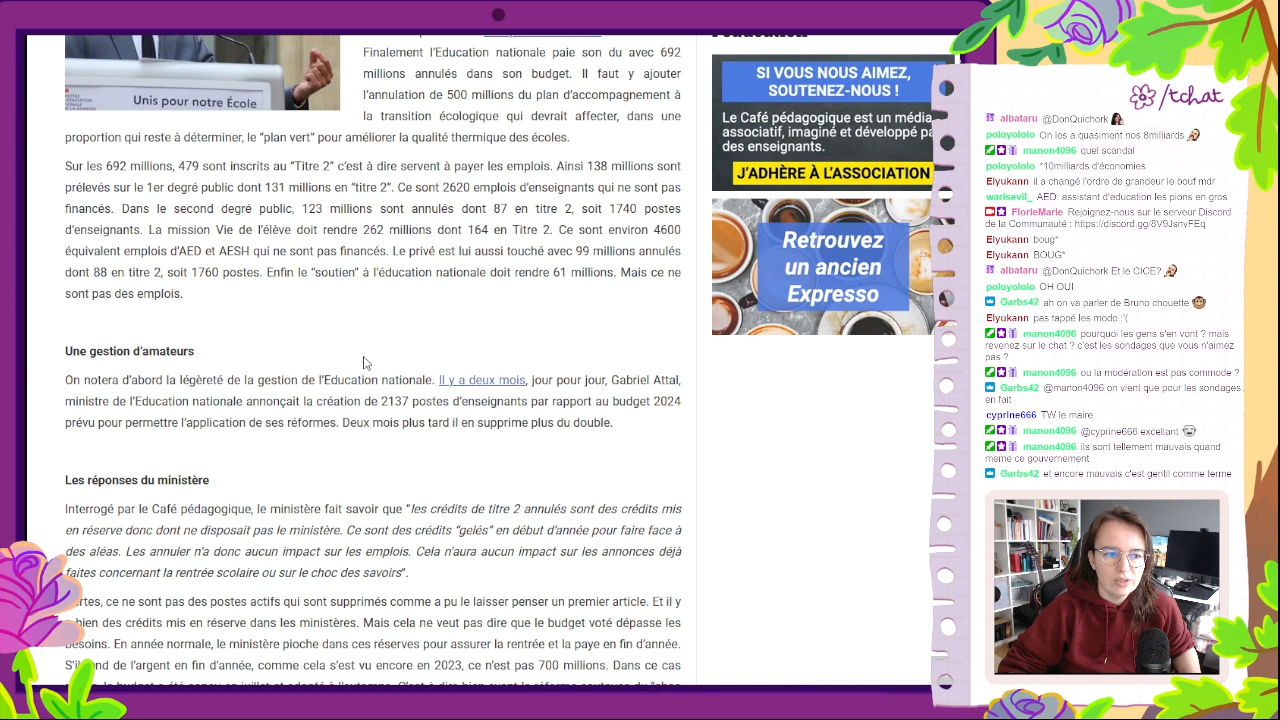 Unis pour notre École
Finalement l'Education nationale paie son du avec 692
millions annulés dans son budget. Il faut y ajouter
l'annulation de 500 millions du plan d'accompagnement à
la transition écologique qui devrait affecter, dans une
proportion qui reste à déterminer, le "plan vert" pour améliorer la qualité thermique des écoles.
Sur les 692 millions, 479 sont inscrits au "Titre 2" c'est dire servent à payer les emplois. Ainsi 138 millions sont
prélevés sur le 1er degré public dont 131 millions en "titre 2". Ce sont 2620 emplois d'enseignants qui ne sont pas
financés. Dans le second degré public 123 millions sont annulés dont 87 en titre 2, soit 1740 postes
d'enseignants. La mission Vie de l'élève doit rendre 262 millions dont 164 en Titre 2. Ce sont environ 4600
équivalent emplois d'AED et AESH qui ne sont pas financés. Le privé est lui aussi touché avec 99 millions annulés
dont 88 en titre 2, soit 1760 postes. Enfin le "soutien" à l'éducation nationale doit rendre 61 millions. Mais ce ne
sont pas des emplois.
Une gestion d'amateurs
On notera d'abord la légèreté de la gestion de l'Education nationale. Il y a deux mois, jour pour jour, Gabriel Attal,
ministre de l'Education nationale annonçait la création de 2137 postes d'enseignants par rapport au budget 2024
prévu pour permettre l'application de ses réformes. Deux mois plus tard il en supprime plus du double.
Les réponses du ministère
Interrogé par le Café pédagogique, le ministère fait savoir que "les crédits de titre 2 annulés sont des crédits mis
en réserve donc dont ne disposait pas le ministère. Ce sont des crédits "gelés" en début d'année pour faire face à
des aléas. Les annuler n'a donc aucun impact sur les emplois. Cela n'aura aucun impact sur les annonces déjà
faites concernant la rentrée scolaire ou sur le choc des savoirs".
ertes, ce ne sont pas des postes actifs qui sont supprimés comme a pu le laisser penser un premier article. Et il y
bien des crédits mis en réserve dans les ministères. Mais cela ne veut pas dire que le budget voté dépasse les
besoins. En année normale, le ministère pioche dans ces réserves pour assurer la rentrée et la paye en fin d'année.
S'il end de l'argent en fin d'année, comme cela s'est vu encore en 2023, ce n'est pas 700 millions. Dans ce cas
SI VOUS NOUS AIMEZ,
SOUTENEZ-NOUS !
Le Café pédagogique est un média
associatif, imaginé et développé pa
des enseignants.
J'ADHÈRE À L'ASSOCIATION
Retrouvez
un ancien
Expresso
/tchat
albataru @DonQuichork
poloyololo On les a quasiment nos 8milliards
manon4096 quel scandal
poloyololo *10milliards d'économies
Elyukann il a changé l'ordre de grandeur le bouf mdr
warisevil_ AED: assistant d'education leapions en gros
FlorieMarie Rejoignez-nous sur le serveur Discord
de la Communauté : https://discord.gg/8V9JsnvFEq
Elyukann boug*
Elyukann BOUG*
albataru @DonQuichork Et le CICE?
poloyololo OH OUI
Garbs42 ah on va parler de Bruno chouette
Elyukann pas tappé les modo :'(
manon4096 pourquoi les gens s'en vont ? mais
revenez sur le chat ? c'est les sondages que vous n'aimez
pas ?
manon4096 ou la modération est pas commode ?
Garbs42 @manon4096 on vient que pour les sondages
en fait
cyprine666 TW le maire
manon4096 @cyprine666 excallant
manon4096 ils sont tellement mauvais quand
meme ce gouvernement
Garbs42 et encore mauvais c'est gentil comme terme